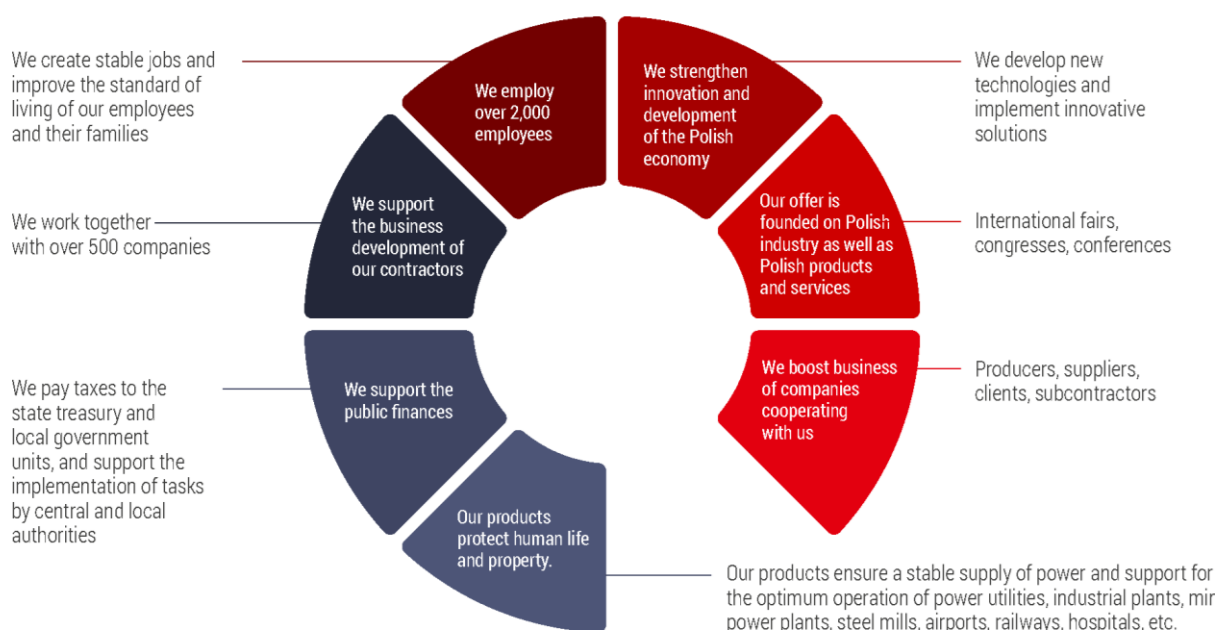 We create stable jobs and
improve the standard of
living of our employees
and their families
We employ
over 2,000
employees
We strengthen
innovation and
development
of the Polish
economy
We develop new
technologies and
implement innovative
solutions
We work together
with over 500 companies
We support
the business
development of
our contractors
Our offer is
founded on Polish
industry as well as
Polish products
and services
International fairs,
congresses, conferences
We pay taxes to the
state treasury and
local government
units, and support the
implementation of tasks
by central and local
authorities
We support the
public finances
We boost business
of companies
cooperating
with us
Producers, suppliers,
clients, subcontractors
Our products
protect human life
and property.
Our products ensure a stable supply of power and support for
the optimum operation of power utilities, industrial plants,
power plants, steel mills, airports, railways, hospitals, etc.